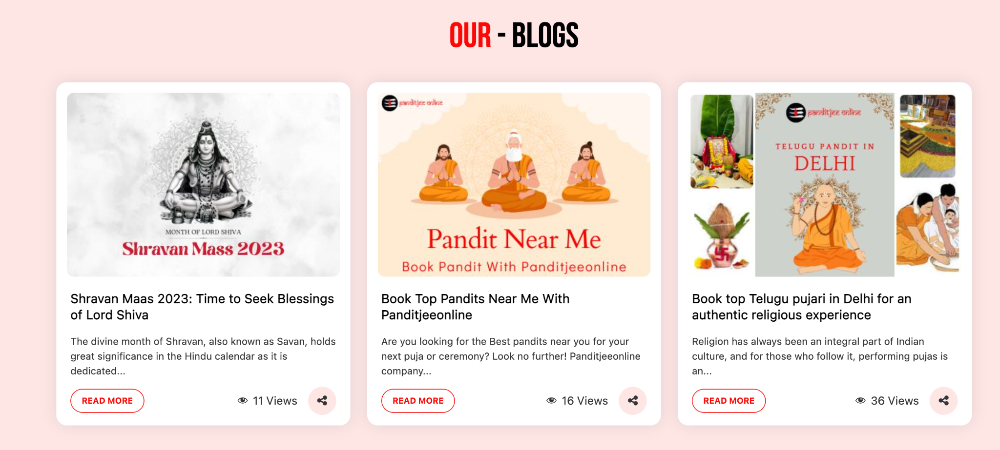 OUR - BLOGS
MONTH OF LORD SHIVA
Shravan Mass 2023
Shravan Maas 2023: Time to Seek Blessings
of Lord Shiva
The divine month of Shravan, also known as Savan, holds
great significance in the Hindu calendar as it is
dedicated...
READ MORE
11 Views
panditjee online
Pandit Near Me
Book Pandit With Panditjeeonline
Book Top Pandits Near Me With
Panditjeeonline
Are you looking for the Best pandits near you for your
next puja or ceremony? Look no further! Panditjeeonline
company...
READ MORE
16 Views
panditjee online
TELUGU PANDIT IN
DELHI
Book top Telugu pujari in Delhi for an
authentic religious experience
Religion has always been an integral part of Indian
culture, and for those who follow it, performing pujas is
an...
READ MORE
36 Views